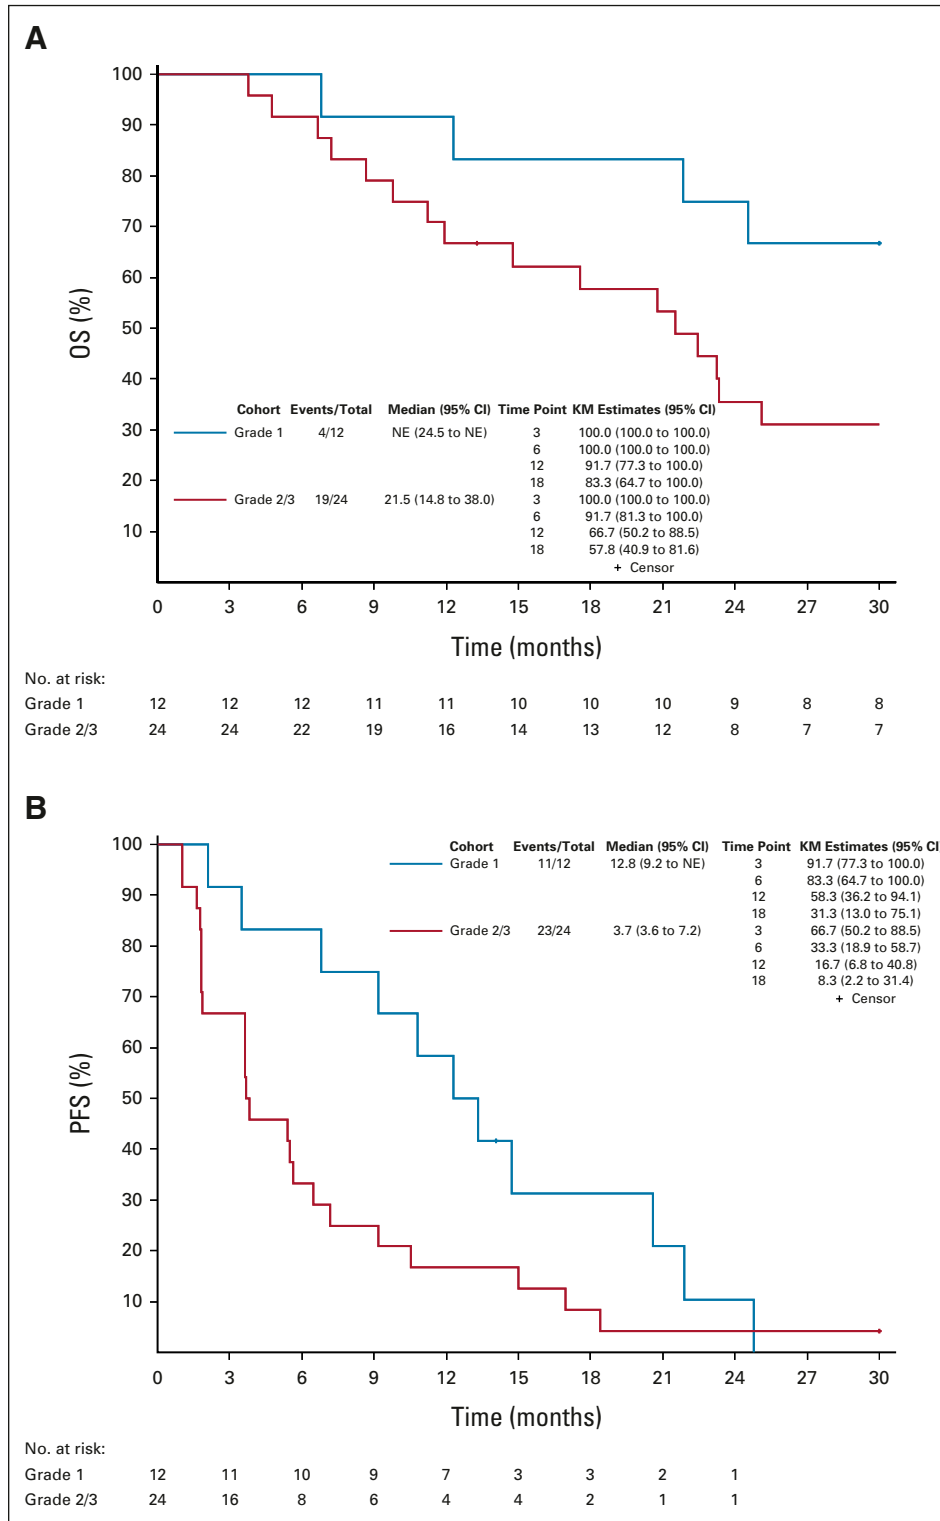 A
100
90
80
70
60
50
40
30
20
10
OS (%)
Cohort Events/Total Median (95% CI) Time Point KM Estimates (95% CI)
Grade 1 4/12 NE (24.5 to NE) 3 100.0 (100.0 to 100.0)
6 100.0 (100.0 to 100.0)
12 91.7 (77.3 to 100.0)
18 83.3 (64.7 to 100.0)
Grade 2/3 19/24 21.5 (14.8 to 38.0) 3 100.0 (100.0 to 100.0)
6 91.7 (81.3 to 100.0)
12 66.7 (50.2 to 88.5)
18 57.8 (40.9 to 81.6)
+ Censor
0 3 6 9 12 15 18 21 24 27 30
Time (months)
No. at risk:
Grade 1 12 12 12 11 11 10 10 10 9 8 8
Grade 2/3 24 24 22 19 16 14 13 12 8 7 7
B
100
90
80
70
60
50
40
30
20
10
PFS (%)
Cohort Events/Total Median (95% CI) Time Point KM Estimates (95% CI)
Grade 1 11/12 12.8 (9.2 to NE) 3 91.7 (77.3 to 100.0)
6 83.3 (64.7 to 100.0)
12 58.3 (36.2 to 94.1)
18 31.3 (13.0 to 75.1)
Grade 2/3 23/24 3.7 (3.6 to 7.2) 3 66.7 (50.2 to 88.5)
6 33.3 (18.9 to 58.7)
12 16.7 (6.8 to 40.8)
18 8.3 (2.2 to 31.4)
+ Censor
0 3 6 9 12 15 18 21 24 27 30
Time (months)
No. at risk:
Grade 1 12 11 10 9 7 3 3 2 1
Grade 2/3 24 16 8 6 4 4 2 1 1